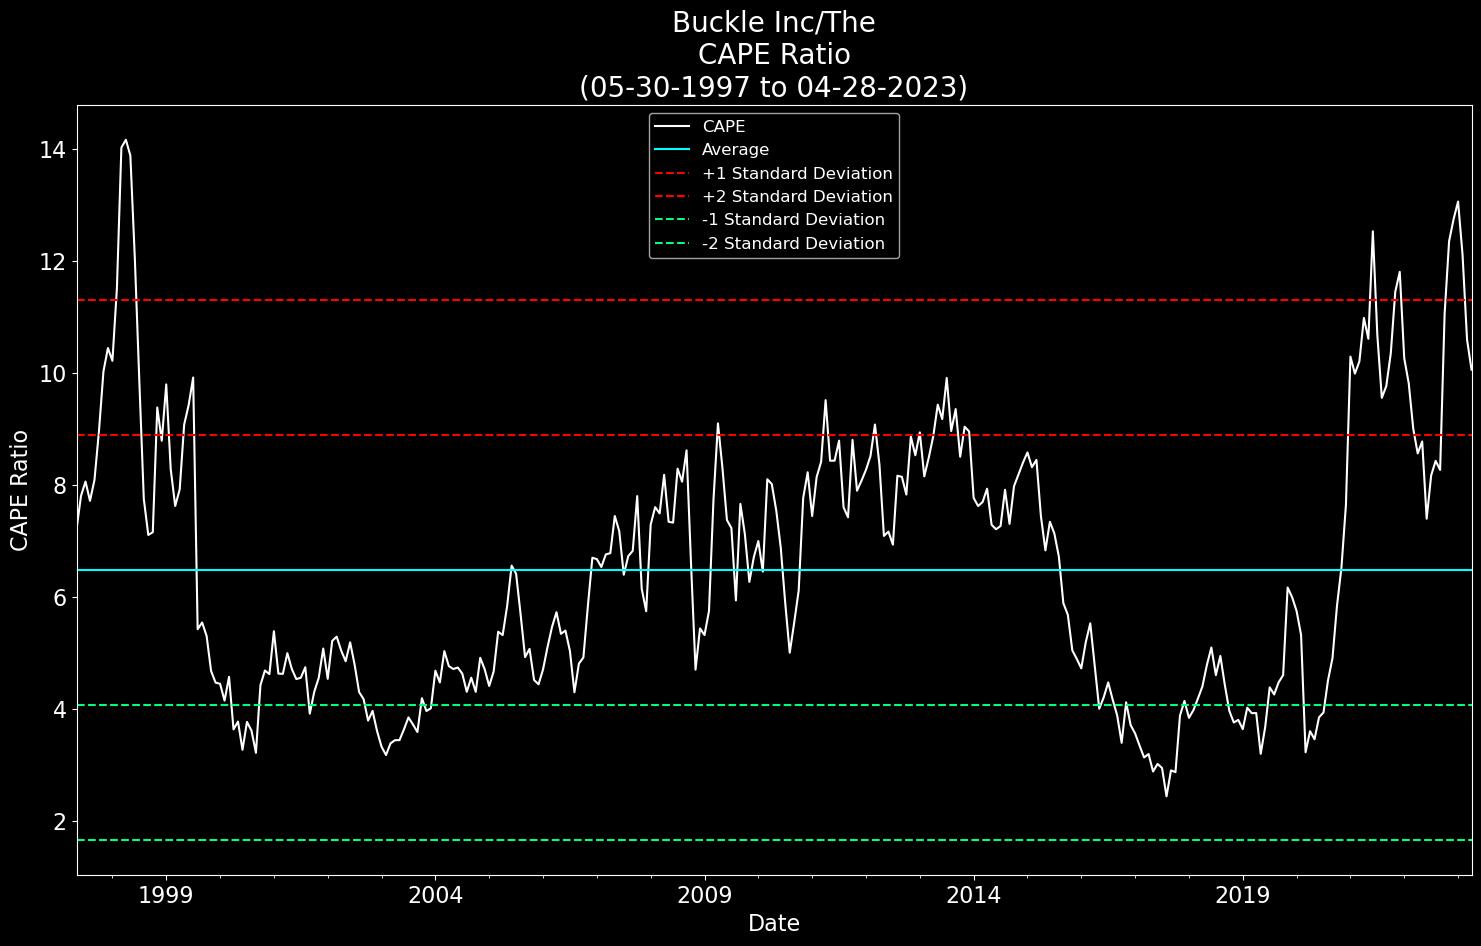 Buckle Inc/The
CAPE Ratio
(05-30-1997 to 04-28-2023)
CAPE
Average
+1 Standard Deviation
+2 Standard Deviation
-1 Standard Deviation
-2 Standard Deviation
14
12
10
8
6
4
2
CAPE Ratio
1999 2004 2009 2014 2019
Date